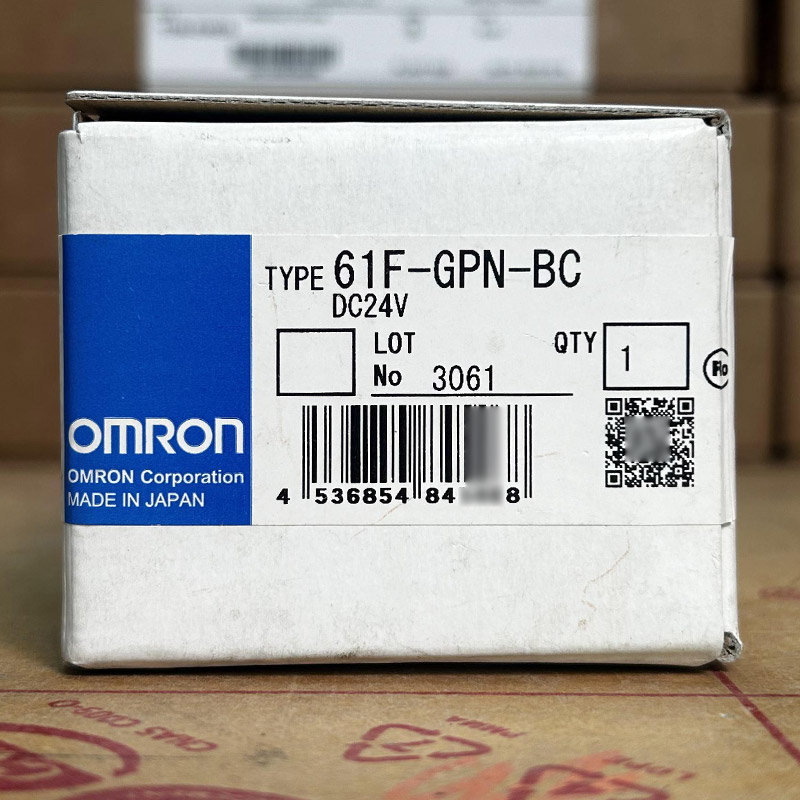 TYPE 61F-GPN-BC
DC24V
LOT
No 3061
QTY 1
OMRON
OMRON Corporation
MADE IN JAPAN
4 536854 84 8
PMMA